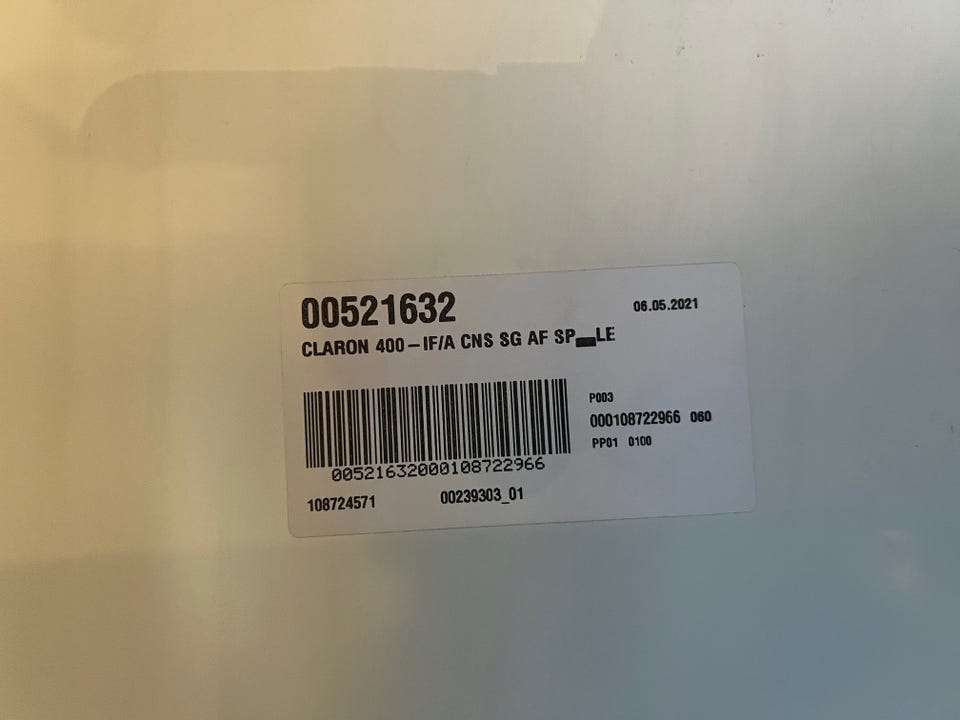 00521632
06.05.2021
CLARON 400-IF/A CNS SG AF
P003
000108722966 060
PP01 0100
00521632000108722966
108724571
00239303_01